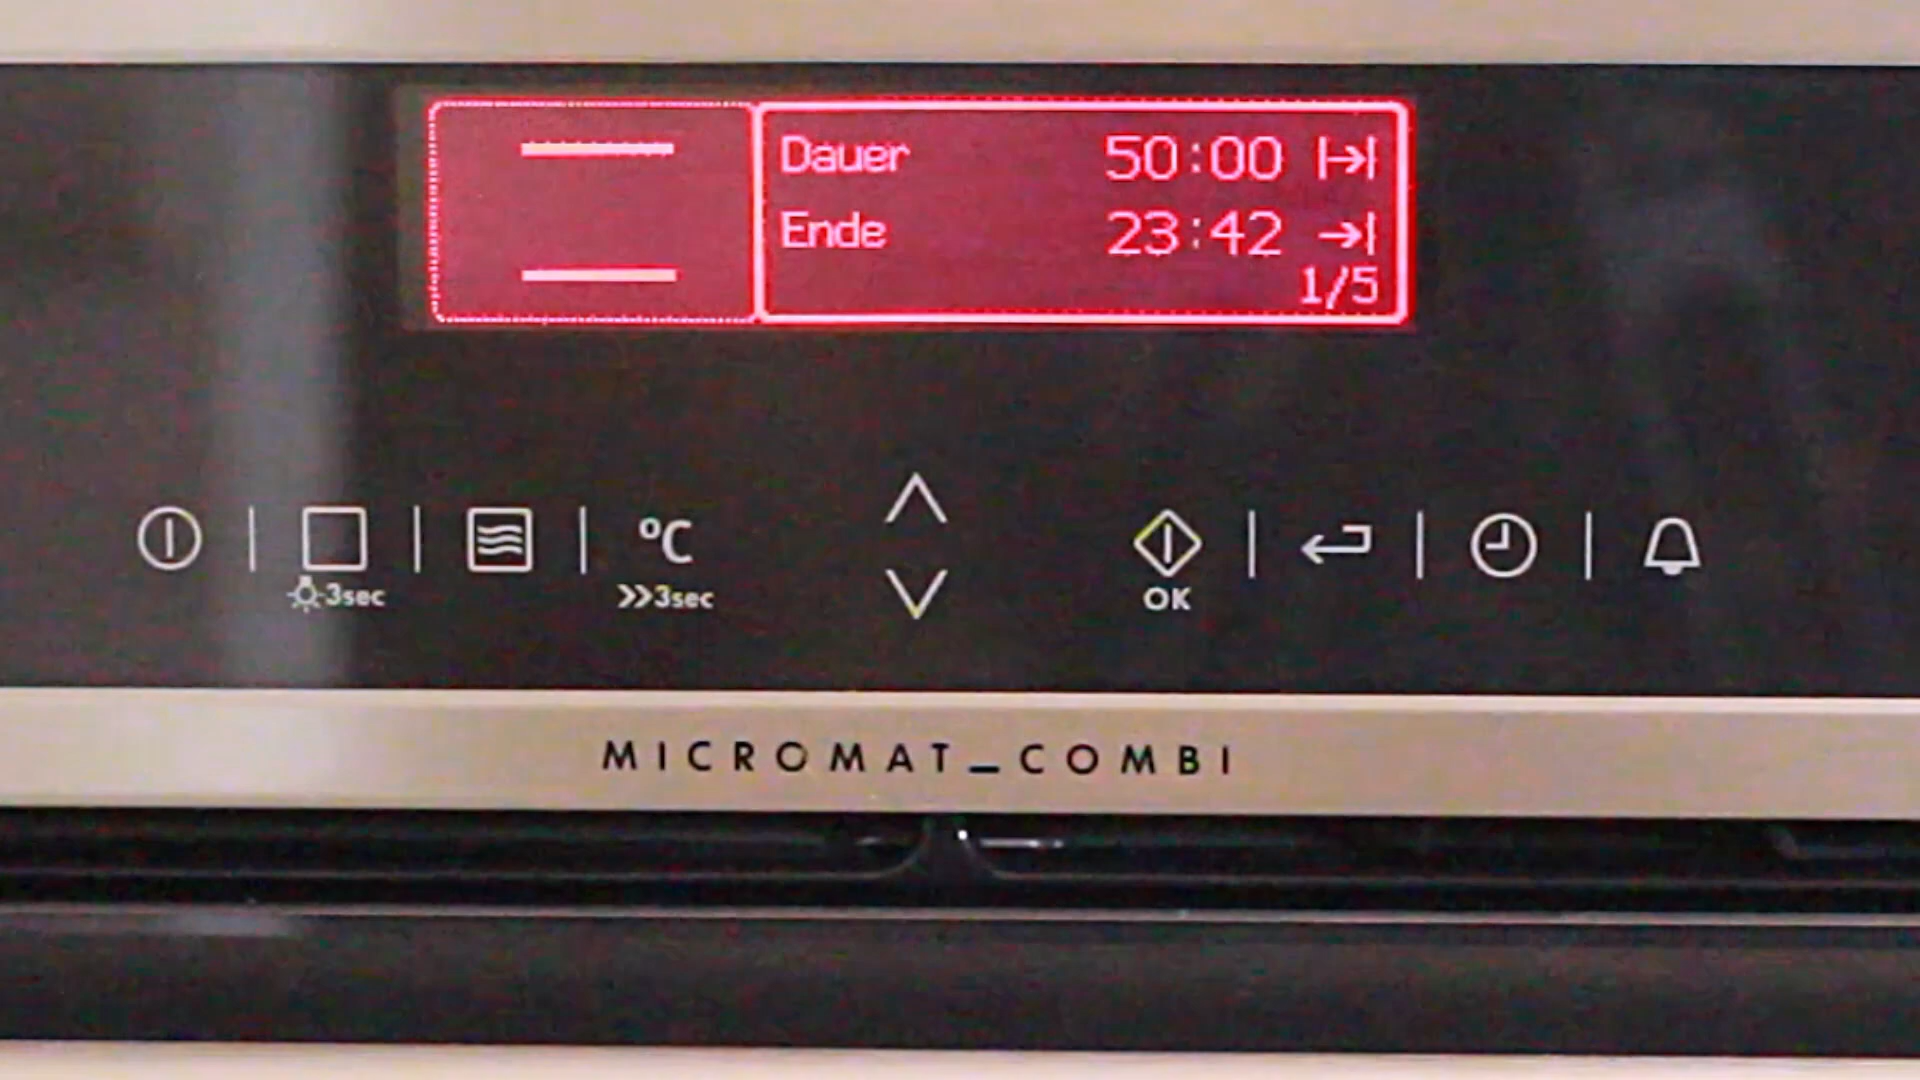 Dauer 50:00
Ende 23:42
1/5
3sec
°C
»3sec
OK
MICROMAT_COMBI